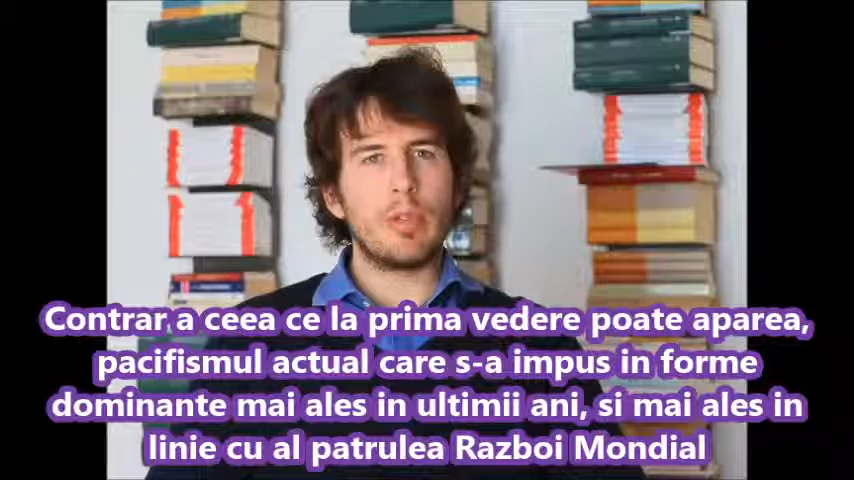 Contrar a ceea ce la prima vedere poate aparea,
pacifismul actual care s-a impus in forme
dominante mai ales in ultimii ani, si mai ales in
linie cu al patrulea Razboi Mondial